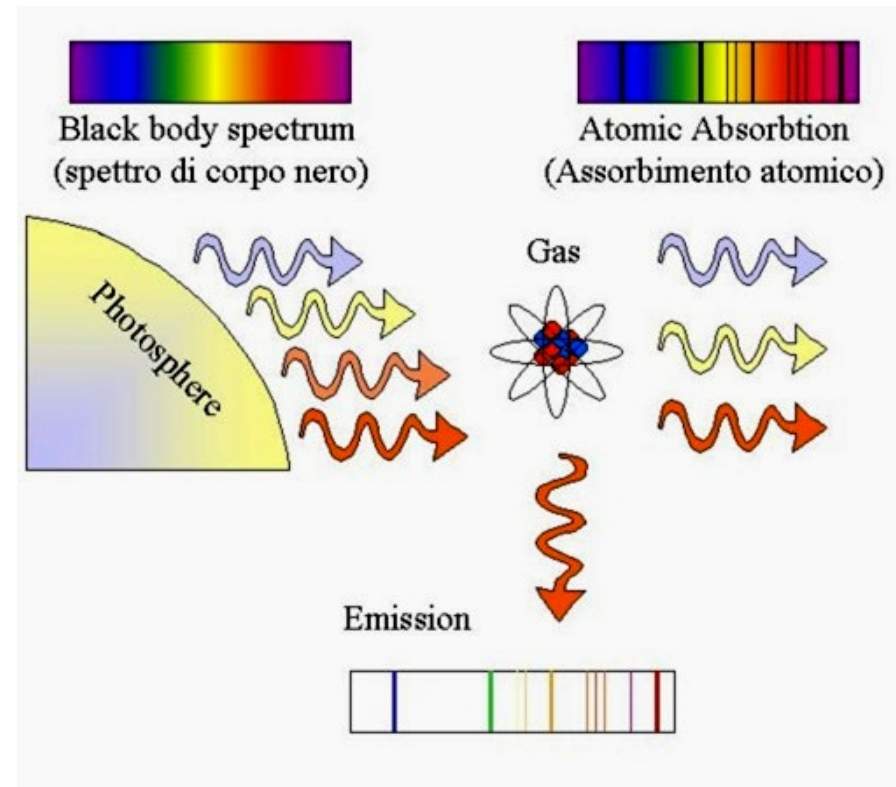 Black body spectrum
(spettro di corpo nero)
Atomic Absorbtion
(Assorbimento atomico)
Photosphere
Gas
Emission